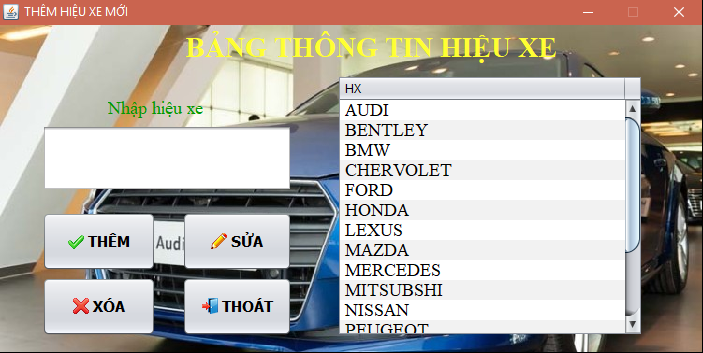 THÊM HIỆU XE MỚI
BẢNG THÔNG TIN HIỆU XE
Nhập hiệu xe
THÊM
SỬA
XÓA
THOÁT
HX
AUDI
BENTLEY
BMW
CHERVOLET
FORD
HONDA
LEXUS
MAZDA
MERCEDES
MITSUBSHI
NISSAN
PEUGEOT
Audi